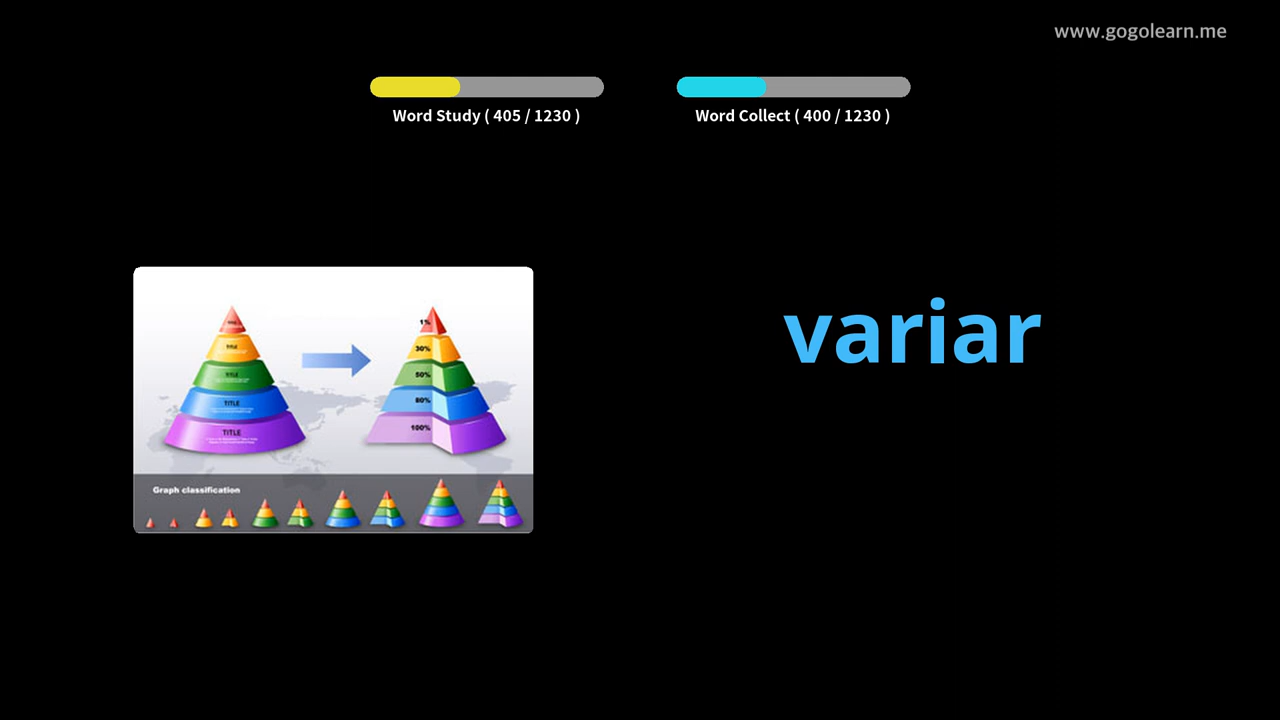 www.gogolearn.me
Word Study ( 405 / 1230 )
Word Collect ( 400 / 1230 )
variar
TITLE
TITLE
TITLE
TITLE
1%
30%
50%
80%
100%
Graph classification